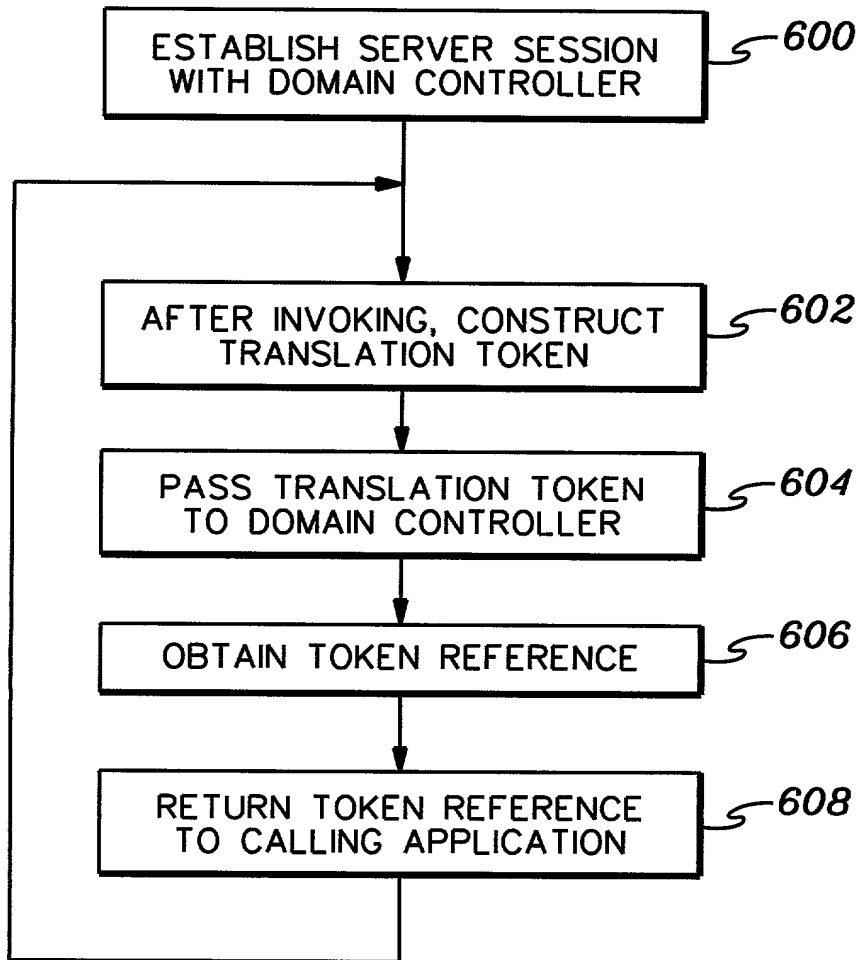 ESTABLISH SERVER SESSION
WITH DOMAIN CONTROLLER
600
AFTER INVOKING, CONSTRUCT
TRANSLATION TOKEN
602
PASS TRANSLATION TOKEN
TO DOMAIN CONTROLLER
604
OBTAIN TOKEN REFERENCE
606
RETURN TOKEN REFERENCE
TO CALLING APPLICATION
608